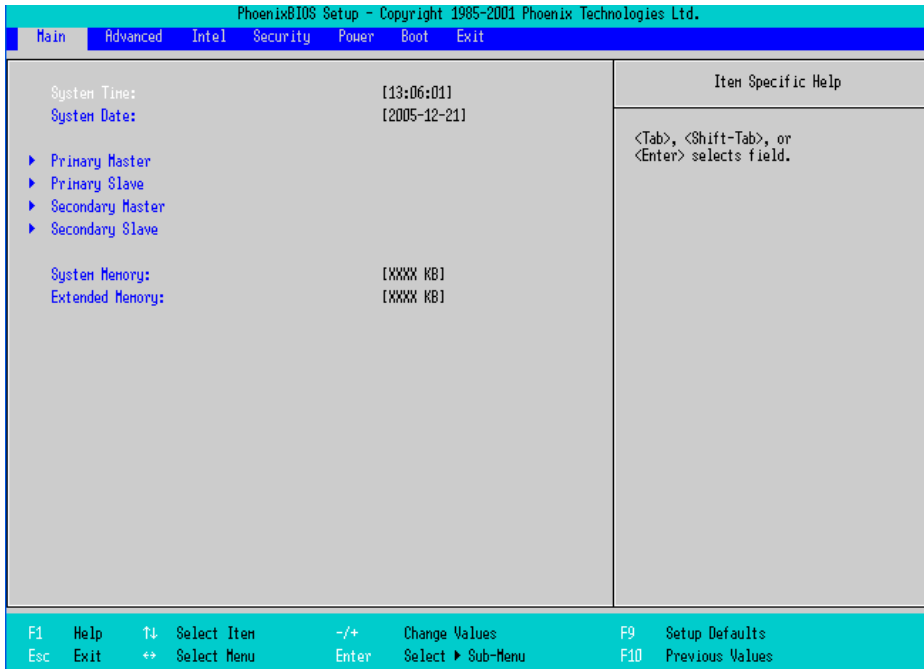 PhoenixBIOS Setup - Copyright 1985-2001 Phoenix Technologies Ltd.
Main Advanced Intel Security Power Boot Exit
System Time: [13:06:01]
System Date: [2005-12-21]
Primary Master
Primary Slave
Secondary Master
Secondary Slave
System Memory: [XXXX KB]
Extended Memory: [XXXX KB]
Item Specific Help
<Tab>, <Shift-Tab>, or
<Enter> selects field.
F1 Help ↑↓ Select Item -/+ Change Values F9 Setup Defaults
Esc Exit ↔ Select Menu Enter Select ▶ Sub-Menu F10 Previous Values